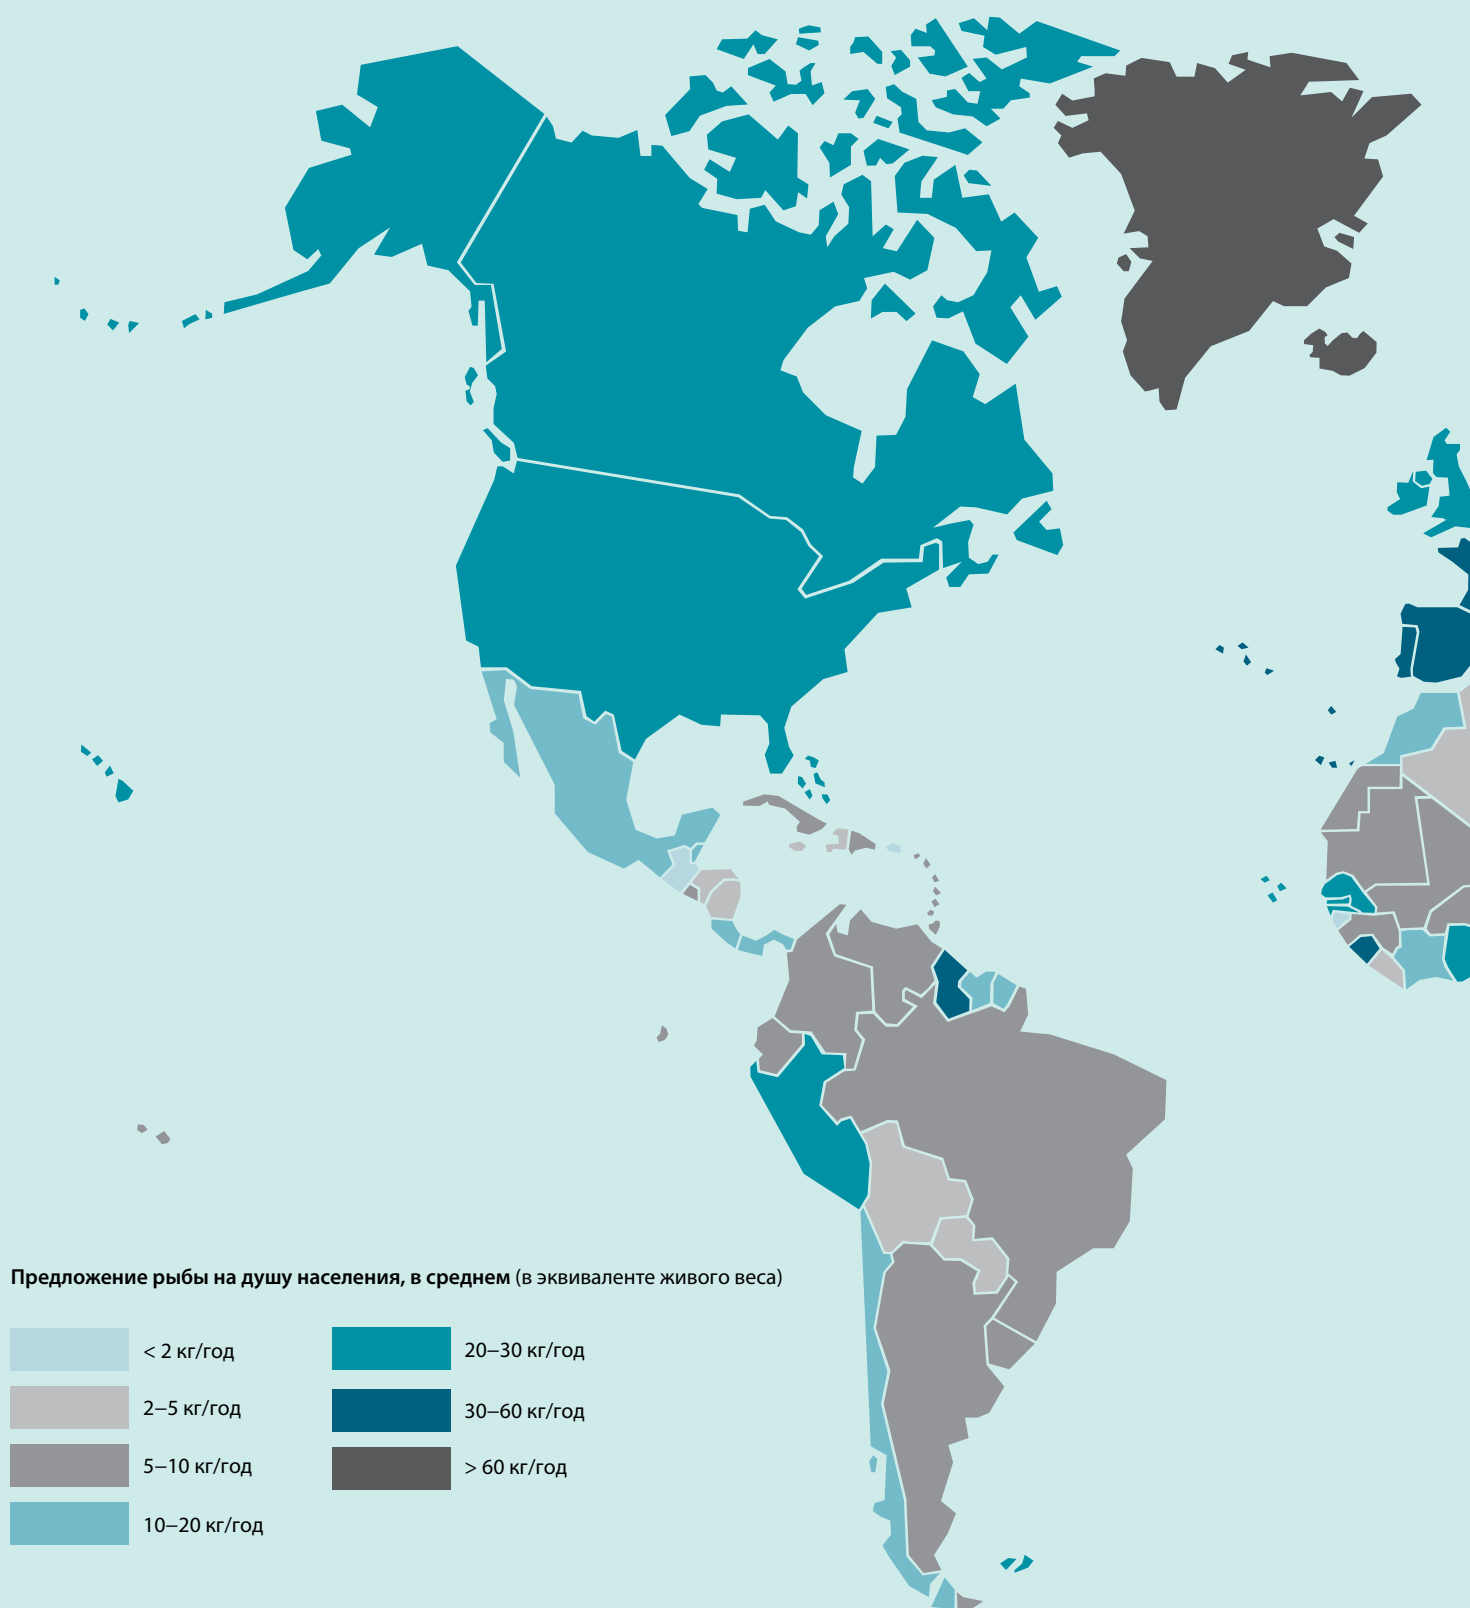 Предложение рыбы на душу населения, в среднем (в эквиваленте живого веса)
< 2 кг/год
2–5 кг/год
5–10 кг/год
10–20 кг/год
20–30 кг/год
30–60 кг/год
> 60 кг/год